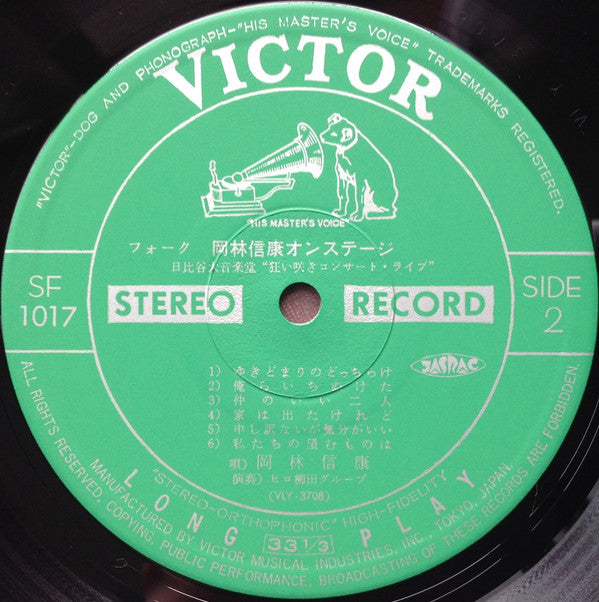 "VICTOR"-DOG AND PHONOGRAPH-"HIS MASTER'S VOICE" TRADEMARKS REGISTERED.
VICTOR
"HIS MASTER'S VOICE"
フォーク 岡林信康オンステージ
日比谷大音楽堂 "狂い咲きコンサート・ライブ"
SF
1017
STEREO RECORD
SIDE
2
JASRAC
1) ゆきどまりのどっちらけ
2) 俺らいちぬけた
3) 仲のいい二人
4) 家は出たけれど
5) 申し訳ないが気分がいい
6) 私たちの望むものは
唄) 岡林信康
演奏) ヒロ柳田グループ
(VLY-3708)
"STEREO-ORTHOPHONIC" HIGH-FIDELITY
LONG PLAY
33 1/3
MANUFACTURED BY VICTOR MUSICAL INDUSTRIES, INC., TOKYO, JAPAN.
ALL RIGHTS RESERVED, COPYING, PUBLIC PERFORMANCE, BROADCASTING OF THESE RECORDS ARE FORBIDDEN.